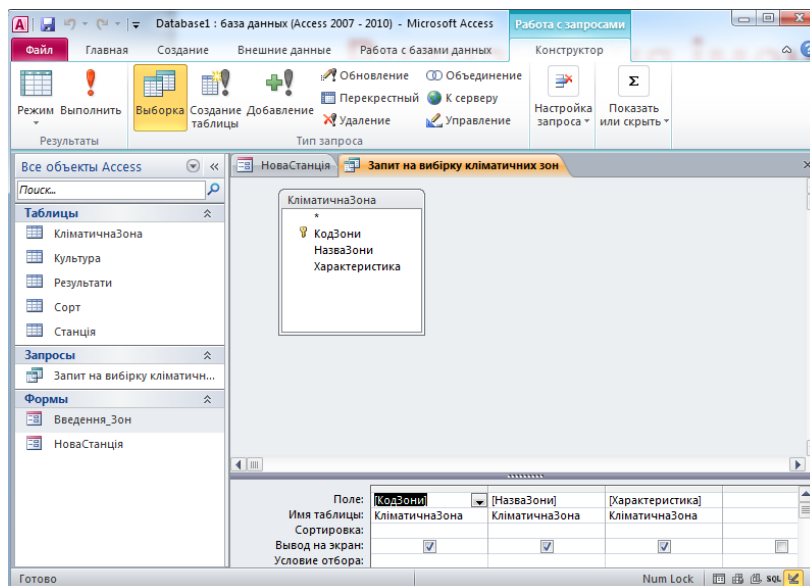 Database1 : база данных (Access 2007 - 2010) - Microsoft Access
Работа с запросами
Файл Главная Создание Внешние данные Работа с базами данных Конструктор
Режим Выполнить Выборка Создание таблицы Добавление
Обновление Объединение
Перекрестный К серверу
Удаление Управление
Настройка запроса
Показать или скрыть
Результаты Тип запроса
Все объекты Access
НоваСтанція Запит на вибірку кліматичних зон
Поиск...
Таблицы
КліматичнаЗона
Культура
Результати
Сорт
Станція
Запросы
Запит на вибірку кліматичн...
Формы
Введення_Зон
НоваСтанція
КліматичнаЗона
*
КодЗони
НазваЗони
Характеристика
Поле: [КодЗони] [НазваЗони] [Характеристика]
Имя таблицы: КліматичнаЗона КліматичнаЗона КліматичнаЗона
Сортировка:
Вывод на экран:
Условие отбора:
Готово Num Lock SQL